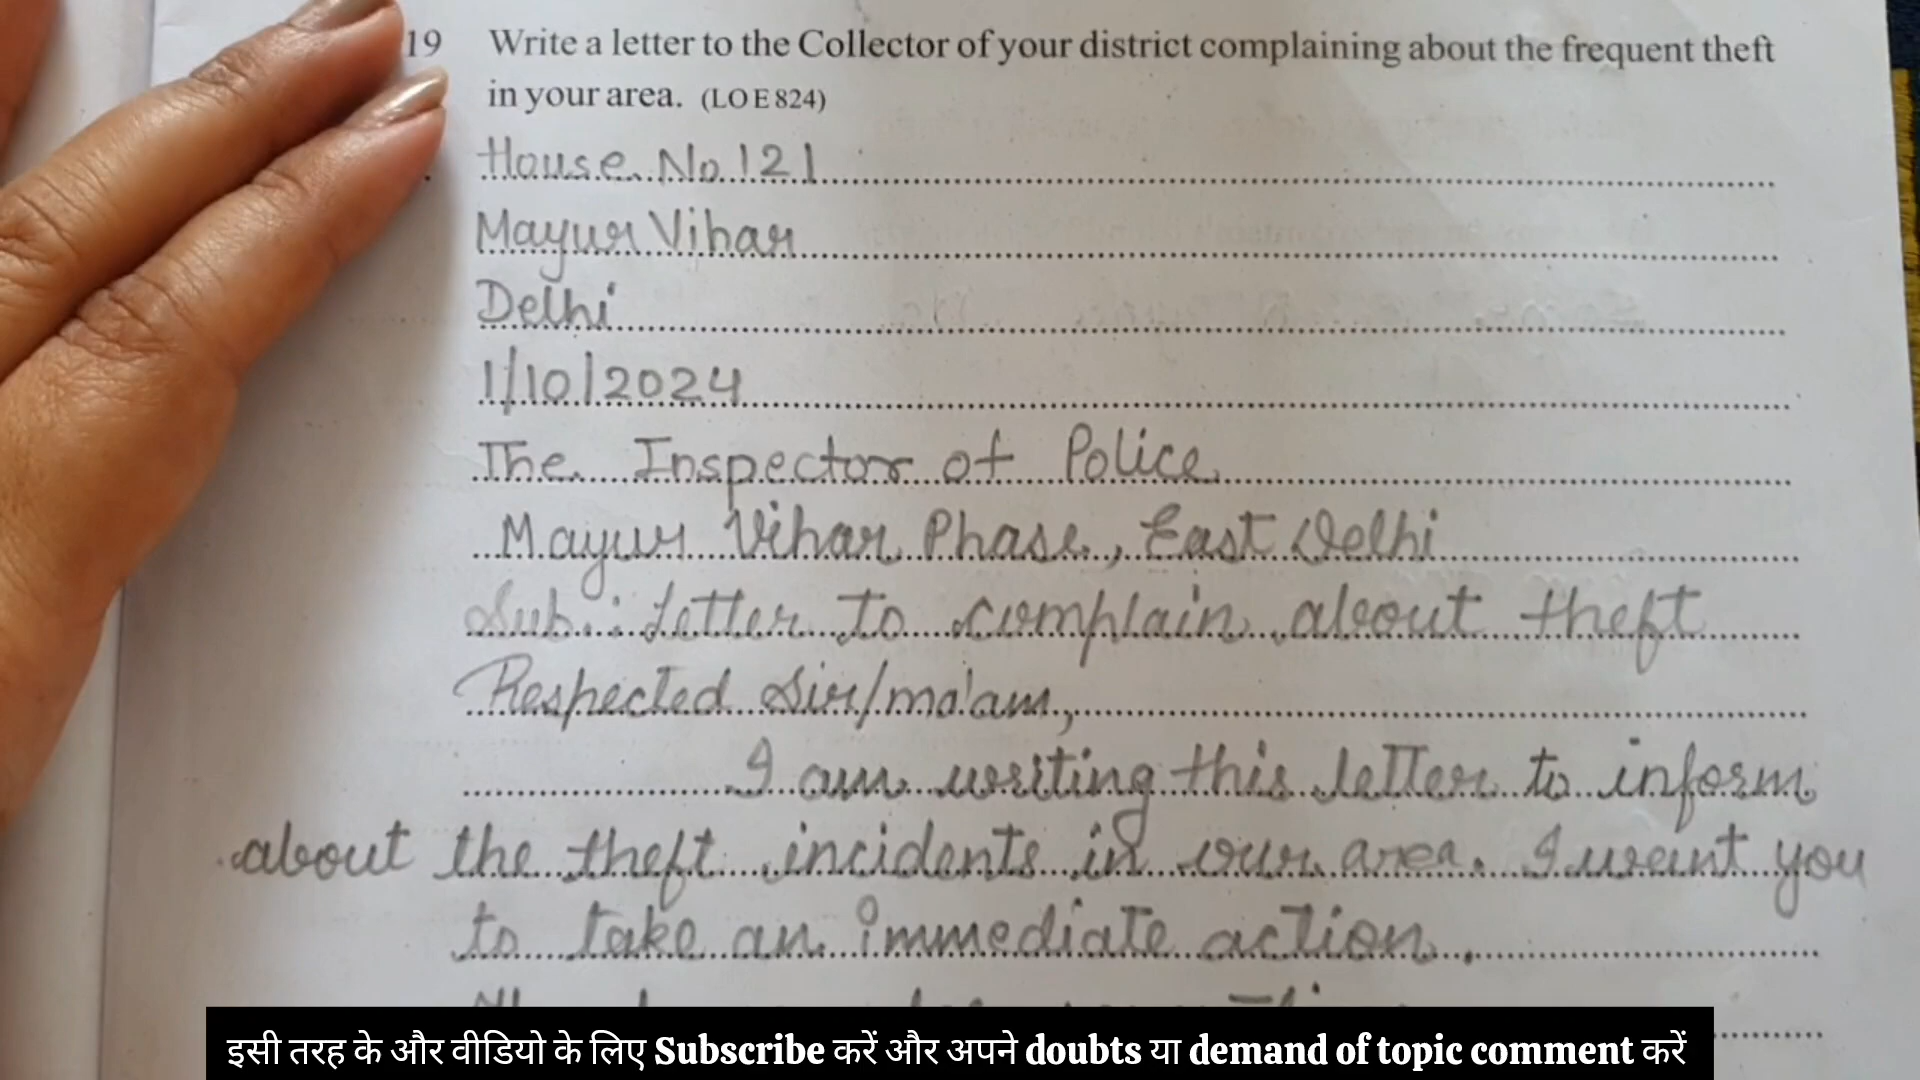 19 Write a letter to the Collector of your district complaining about the frequent theft
in your area. (LO E 824)
House No 121
Mayur Vihar
Delhi
1/10/2024
The Inspector of Police
Mayur Vihar Phase, East Delhi
Sub: Letter to complain about theft
Respected Sir/ma'am,
I am writing this letter to inform
about the theft incidents in our area. I want you
to take an immediate action.
इसी तरह के और वीडियो के लिए Subscribe करें और अपने doubts या demand of topic comment करें